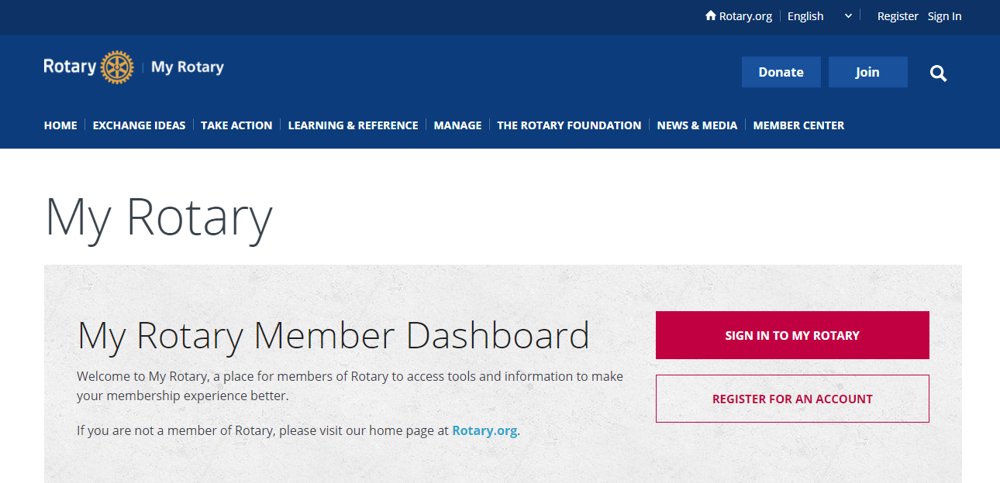 Rotary.org English Register Sign In
Rotary My Rotary
Donate Join
HOME EXCHANGE IDEAS TAKE ACTION LEARNING & REFERENCE MANAGE THE ROTARY FOUNDATION NEWS & MEDIA MEMBER CENTER
My Rotary
My Rotary Member Dashboard
Welcome to My Rotary, a place for members of Rotary to access tools and information to make
your membership experience better.
If you are not a member of Rotary, please visit our home page at Rotary.org.
SIGN IN TO MY ROTARY
REGISTER FOR AN ACCOUNT